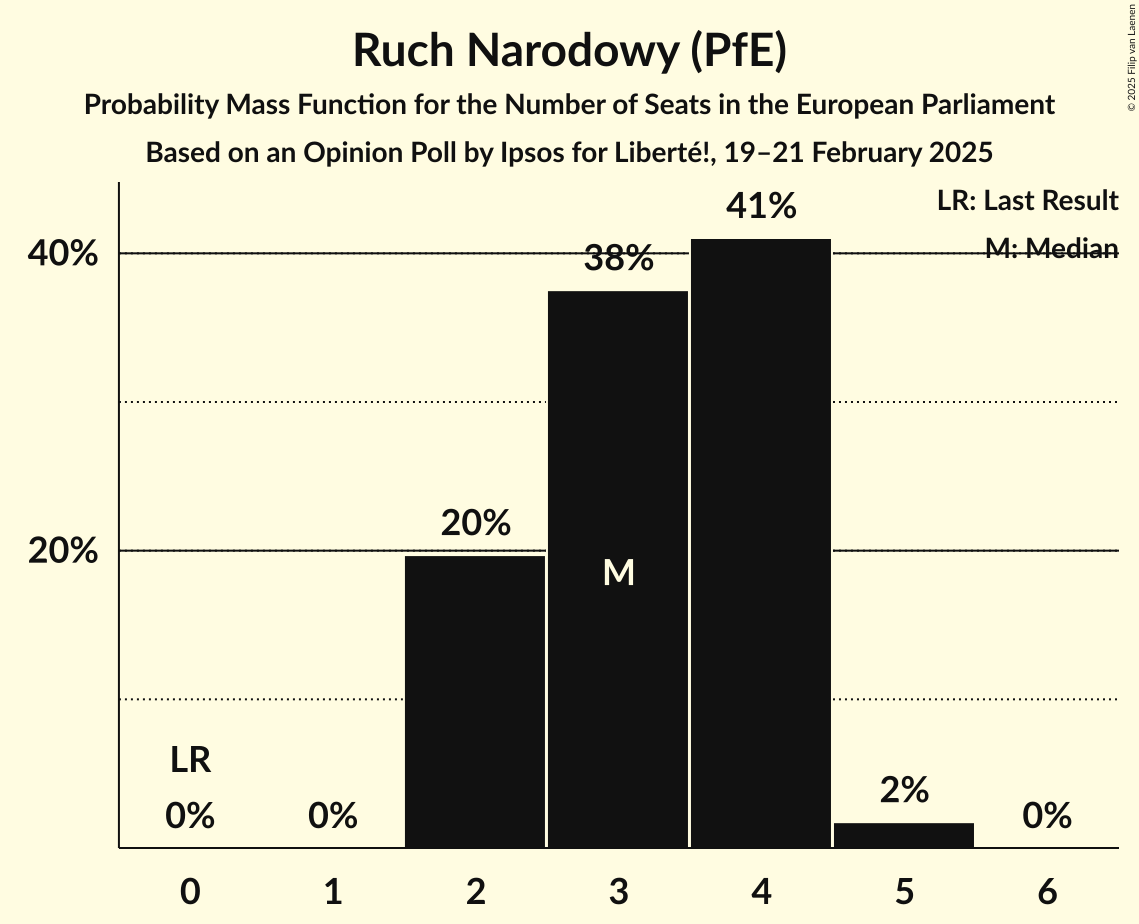 Ruch Narodowy (PfE)
Probability Mass Function for the Number of Seats in the European Parliament
Based on an Opinion Poll by Ipsos for Liberté!, 19–21 February 2025
© 2025 Filip van Laenen
LR: Last Result
M: Median
40%
20%
LR
0%
0%
20%
38%
M
41%
2%
0%
0 1 2 3 4 5 6